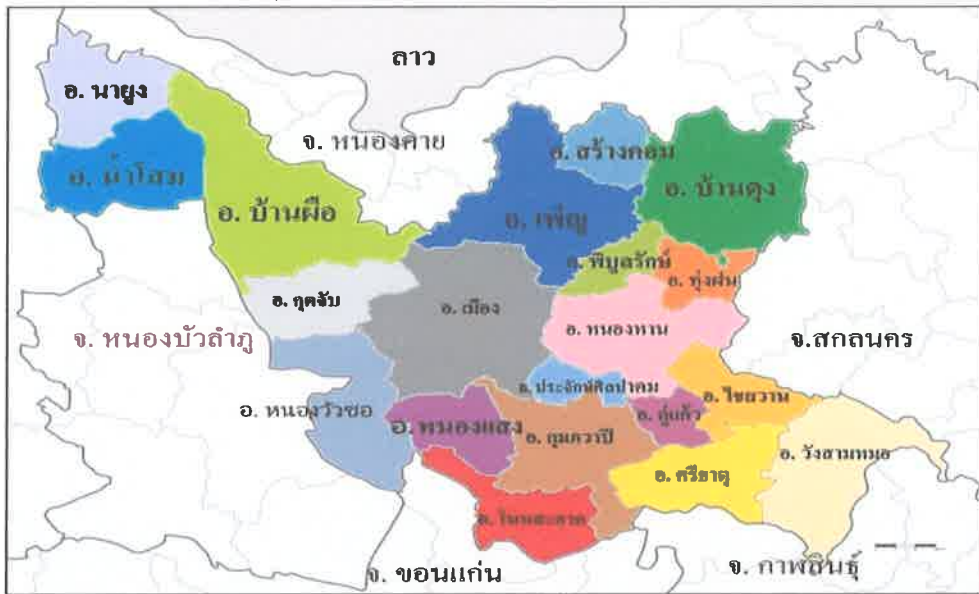 ลาว
อ. นายูง
จ. หนองคาย
อ. สร้างคอม
อ. น้ำโสม
อ. บ้านดุง
อ. บ้านผือ
อ. เพ็ญ
อ. พิบูลรักษ์
อ. ทุ่งฝน
อ. กุดจับ
อ. เมือง
อ. หนองหาน
จ. หนองบัวลำภู
จ.สกลนคร
อ. ประจักษ์ศิลปาคม
อ. ไชยวาน
อ. หนองวัวซอ
อ. กู่แก้ว
อ. หนองแสง
อ. กุมภวาปี
อ. วังสามหมอ
อ. ศรีธาตุ
อ. โนนสะอาด
จ. ขอนแก่น
จ. กาฬสินธุ์